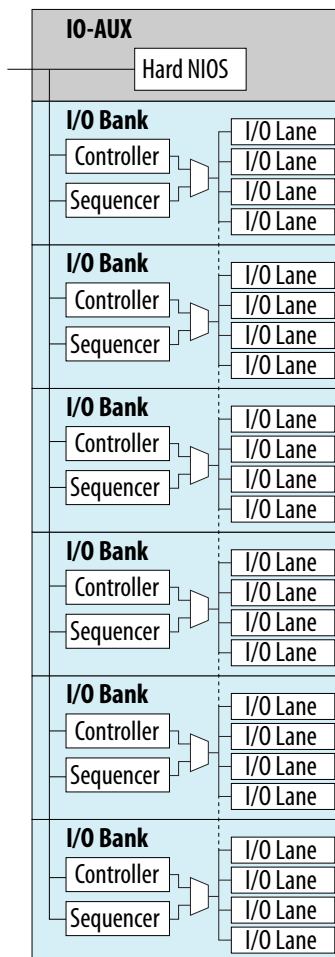 IO-AUX
Hard NIOS
I/O Bank
Controller
Sequencer
I/O Lane
I/O Lane
I/O Lane
I/O Lane
I/O Bank
Controller
Sequencer
I/O Lane
I/O Lane
I/O Lane
I/O Lane
I/O Bank
Controller
Sequencer
I/O Lane
I/O Lane
I/O Lane
I/O Lane
I/O Bank
Controller
Sequencer
I/O Lane
I/O Lane
I/O Lane
I/O Lane
I/O Bank
Controller
Sequencer
I/O Lane
I/O Lane
I/O Lane
I/O Lane
I/O Bank
Controller
Sequencer
I/O Lane
I/O Lane
I/O Lane
I/O Lane